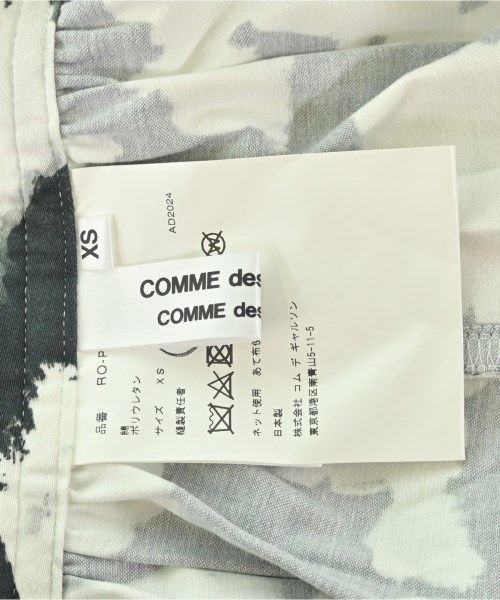 XS
COMME des
COMME des
品番 RO-P
綿
ポリウレタン
サイズ XS
縫製責任者
ネット使用 あて布
日本製
株式会社 コム デ ギャルソン
東京都港区南青山5-11-5
AD2024